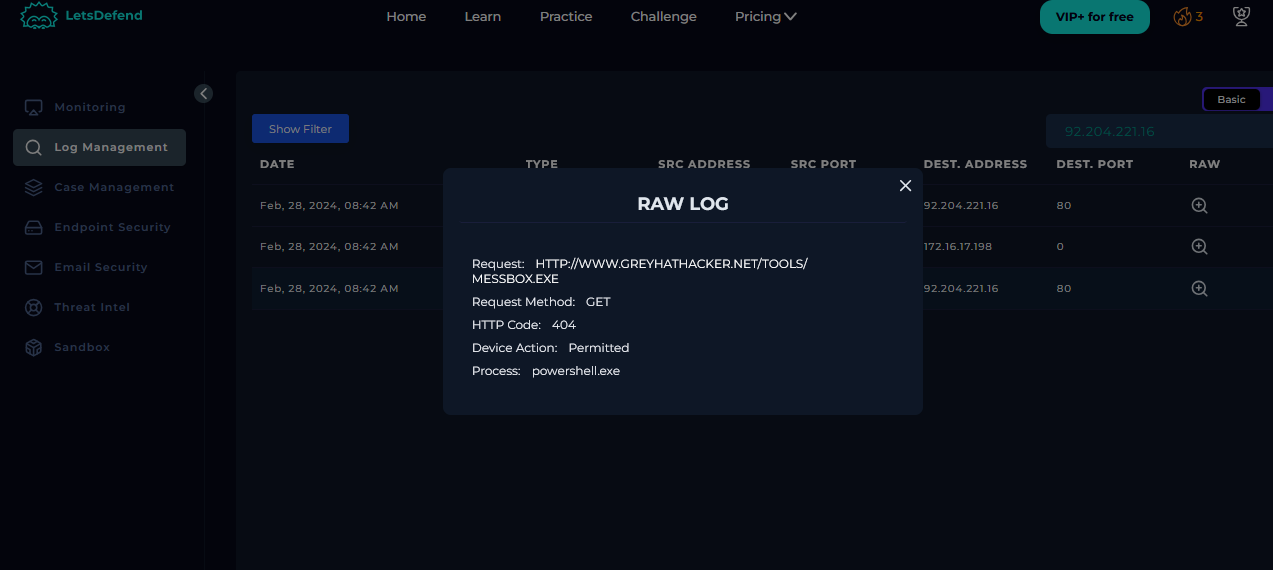 LetsDefend
Home Learn Practice Challenge Pricing
VIP+ for free
3
Monitoring
Log Management
Case Management
Endpoint Security
Email Security
Threat Intel
Sandbox
Basic
Show Filter
92.204.221.16
DATE TYPE SRC ADDRESS SRC PORT DEST. ADDRESS DEST. PORT RAW
Feb, 28, 2024, 08:42 AM 92.204.221.16 80
Feb, 28, 2024, 08:42 AM 172.16.17.198 0
Feb, 28, 2024, 08:42 AM 92.204.221.16 80
RAW LOG
Request: HTTP://WWW.GREYHATHACKER.NET/TOOLS/
MESSBOX.EXE
Request Method: GET
HTTP Code: 404
Device Action: Permitted
Process: powershell.exe